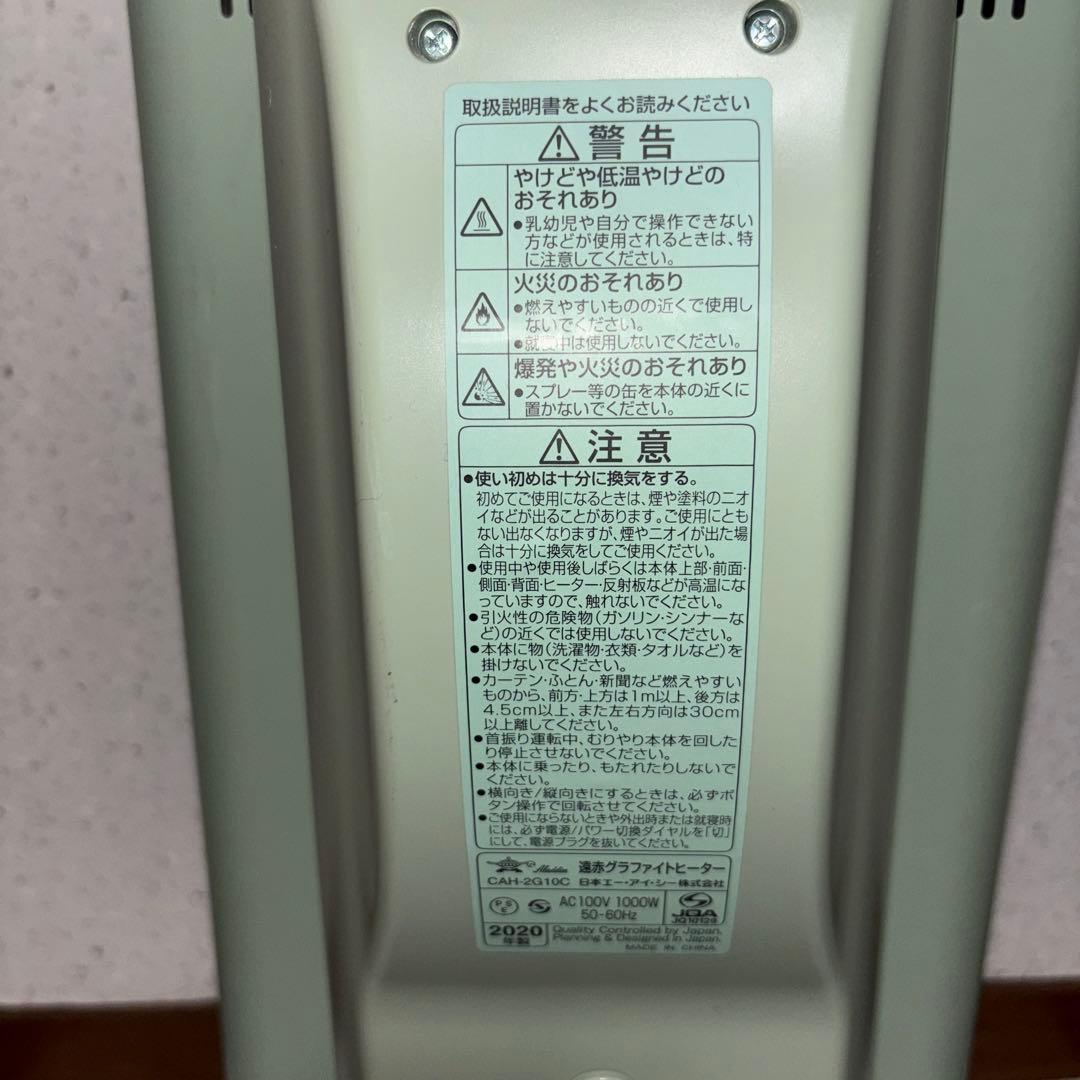 取扱説明書をよくお読みください
警告
やけどや低温やけどの
おそれあり
●乳幼児や自分で操作できない
方などが使用されるときは、特
に注意してください。
火災のおそれあり
●燃えやすいものの近くで使用し
ないでください。
●就寝中は使用しないでください。
爆発や火災のおそれあり
●スプレー等の缶を本体の近くに
置かないでください。
注意
●使い初めは十分に換気をする。
初めてご使用になるときは、煙や塗料のニオ
イなどが出ることがあります。ご使用にとも
ない出なくなりますが、煙やニオイが出た場
合は十分に換気をしてご使用ください。
●使用中や使用後しばらくは本体上部・前面・
側面・背面・ヒーター・反射板などが高温にな
っていますので、触れないでください。
●引火性の危険物(ガソリン・シンナーな
ど)の近くでは使用しないでください。
●本体に物(洗濯物・衣類・タオルなど)を
掛けないでください。
●カーテン・ふとん・新聞など燃えやすい
ものから、前方・上方は1m以上、後方は
4.5cm以上、また左右方向は30cm
以上離してください。
●首振り運転中、むりやり本体を回した
り停止させないでください。
●本体に乗ったり、もたれたりしないで
ください。
●横向き/縦向きにするときは、必ずボ
タン操作で回転させてください。
●ご使用にならないときや外出時または就寝時
には、必ず電源/パワー切換ダイヤルを「切」
にして、電源プラグを抜いてください。
Aladdin 遠赤グラファイトヒーター
CAH-2G10C 日本エー・アイ・シー株式会社
PSE AC100V 1000W
50-60Hz
JQA
JQ10129
2020
年製
Quality Controlled by Japan.
Planning & Designed in Japan.
MADE IN CHINA